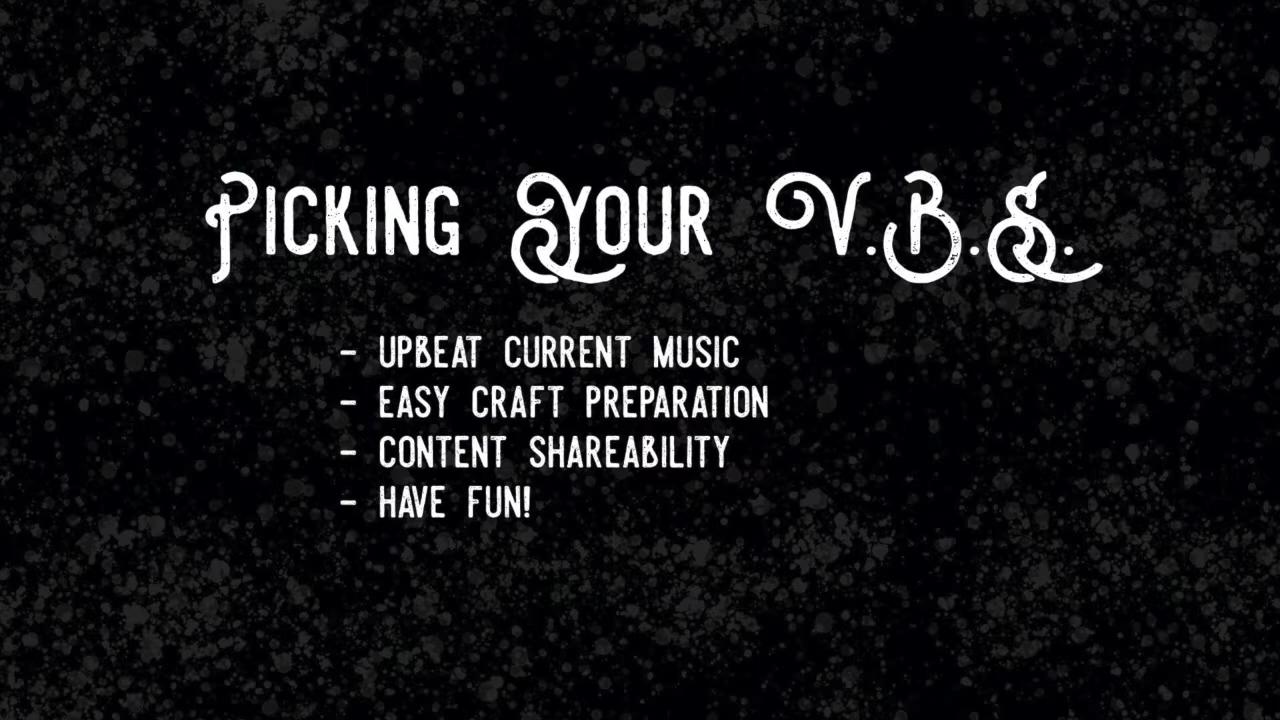 Picking Your V.B.S.
- UPBEAT CURRENT MUSIC
- EASY CRAFT PREPARATION
- CONTENT SHAREABILITY
- HAVE FUN!